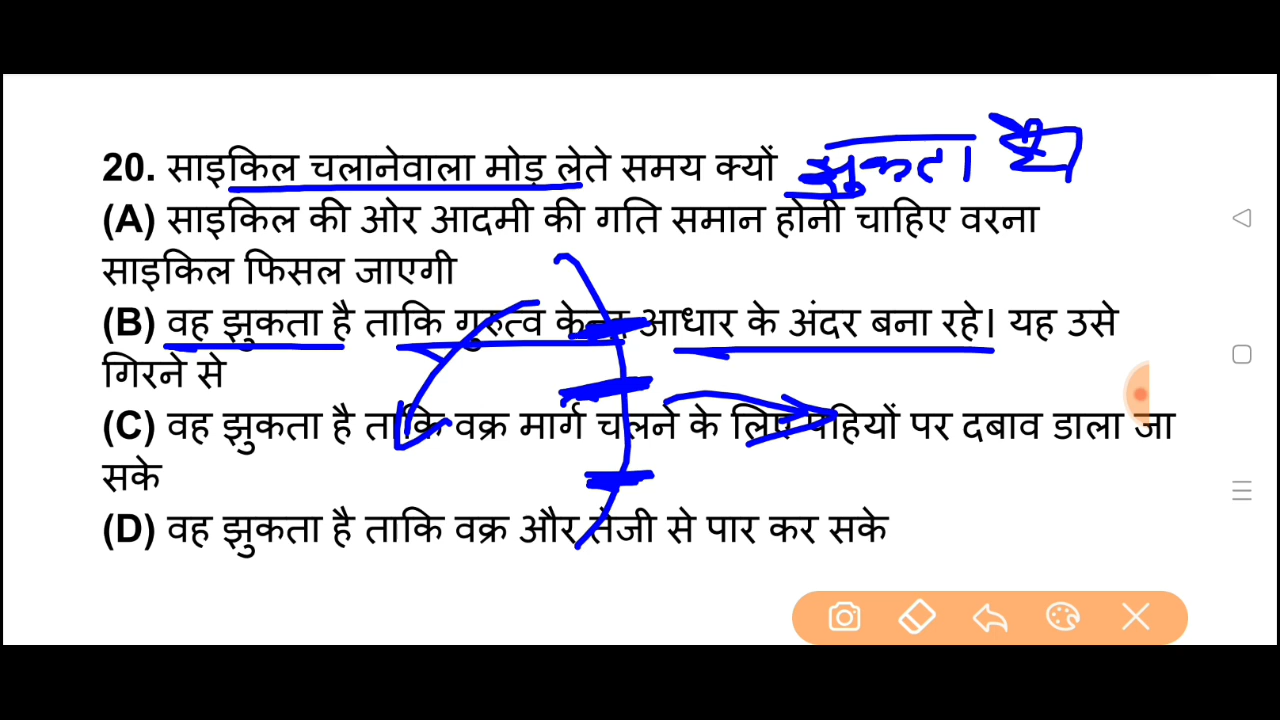 20. साइकिल चलानेवाला मोड़ लेते समय क्यों झुकता है
(A) साइकिल की ओर आदमी की गति समान होनी चाहिए वरना
साइकिल फिसल जाएगी
(B) वह झुकता है ताकि गुरुत्व केन्द्र आधार के अंदर बना रहे। यह उसे
गिरने से
(C) वह झुकता है ताकि वक्र मार्ग चलने के लिए पहियों पर दबाव डाला जा
सके
(D) वह झुकता है ताकि वक्र और तेजी से पार कर सके